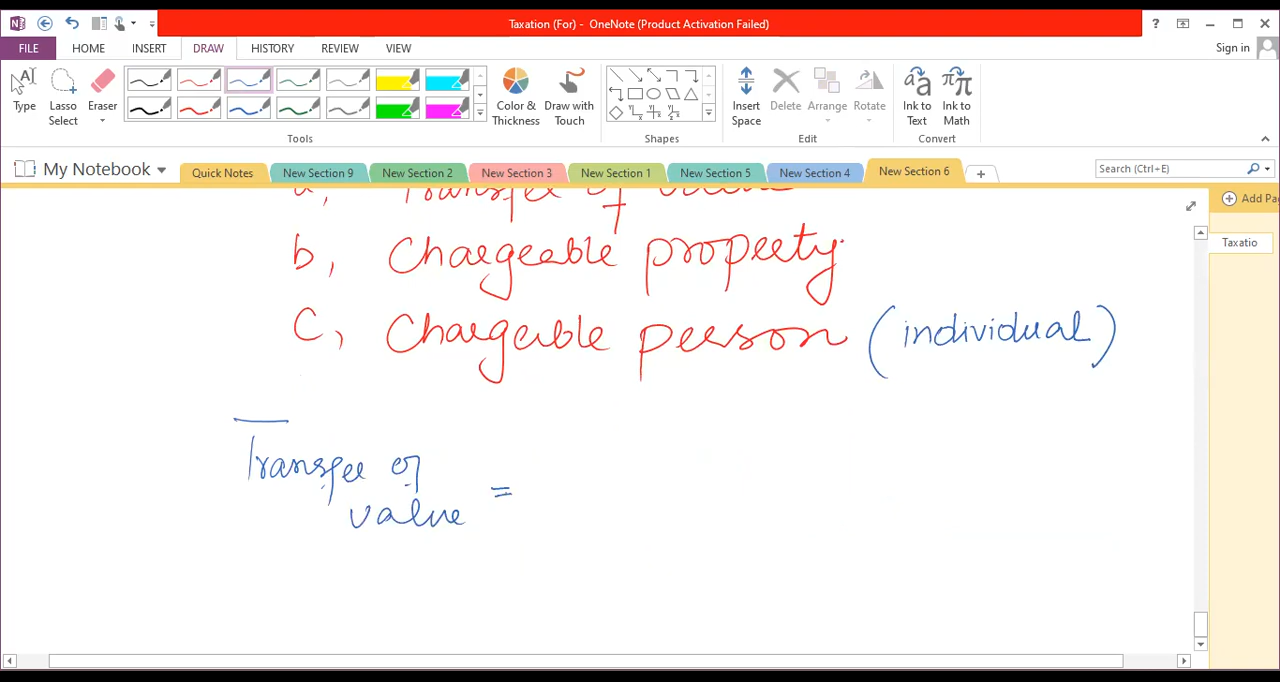 Taxation (For) - OneNote (Product Activation Failed)
?
FILE HOME INSERT DRAW HISTORY REVIEW VIEW Sign in
Type Lasso Select Eraser Color & Thickness Draw with Touch Insert Space Delete Arrange Rotate Ink to Text Ink to Math
Tools Shapes Edit Convert
My Notebook Quick Notes New Section 9 New Section 2 New Section 3 New Section 1 New Section 5 New Section 4 New Section 6 Search (Ctrl+E)
Add Pa
Taxatio
a, Transfer of value
b, Chargeable property
c, Chargeible person (individual)
Transfer of
value =